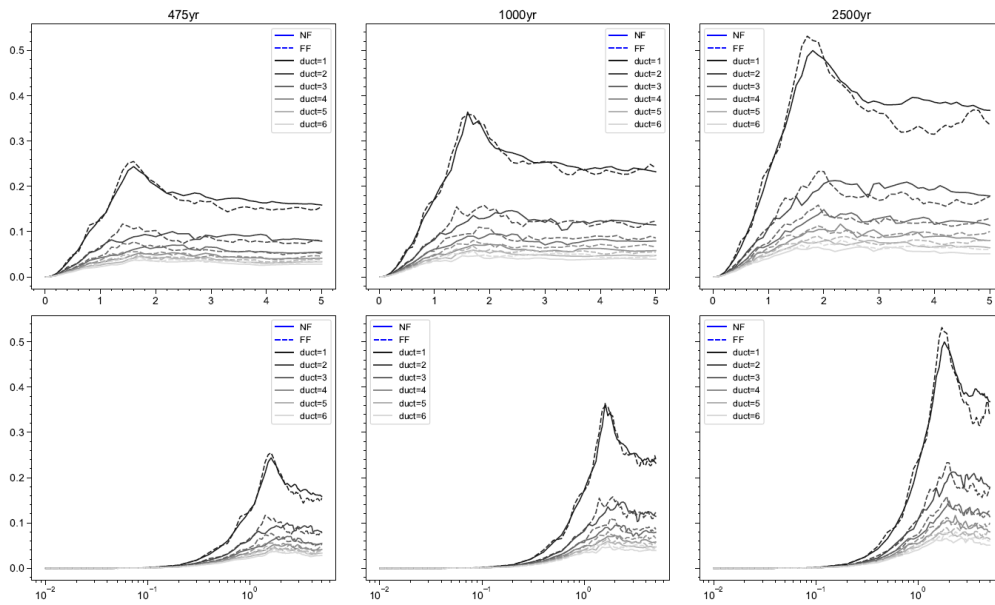 475yr
1000yr
2500yr
0.5
0.4
0.3
0.2
0.1
0.0
NF
FF
duct=1
duct=2
duct=3
duct=4
duct=5
duct=6
NF
FF
duct=1
duct=2
duct=3
duct=4
duct=5
duct=6
NF
FF
duct=1
duct=2
duct=3
duct=4
duct=5
duct=6
0 1 2 3 4 5
0 1 2 3 4 5
0 1 2 3 4 5
0.5
0.4
0.3
0.2
0.1
0.0
NF
FF
duct=1
duct=2
duct=3
duct=4
duct=5
duct=6
NF
FF
duct=1
duct=2
duct=3
duct=4
duct=5
duct=6
NF
FF
duct=1
duct=2
duct=3
duct=4
duct=5
duct=6
10⁻² 10⁻¹ 10⁰
10⁻² 10⁻¹ 10⁰
10⁻² 10⁻¹ 10⁰